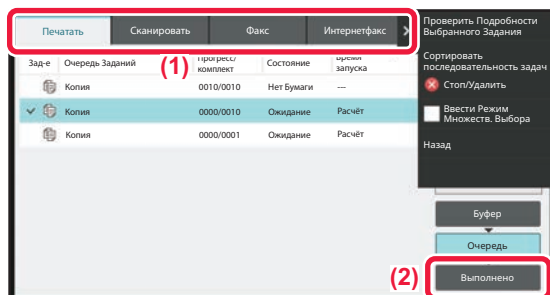 Печатать Сканировать Факс Интернетфакс
(1)
Зад-е Очередь Заданий Прогресс/комплект Состояние Время запуска
Копия 0010/0010 Нет Бумаги ---
Копия 0000/0010 Ожидание Расчёт
Копия 0000/0001 Ожидание Расчёт
Проверить Подробности
Выбранного Задания
Сортировать
последовательность задач
Стоп/Удалить
Ввести Режим
Множеств. Выбора
Назад
Буфер
Очередь
(2)
Выполнено